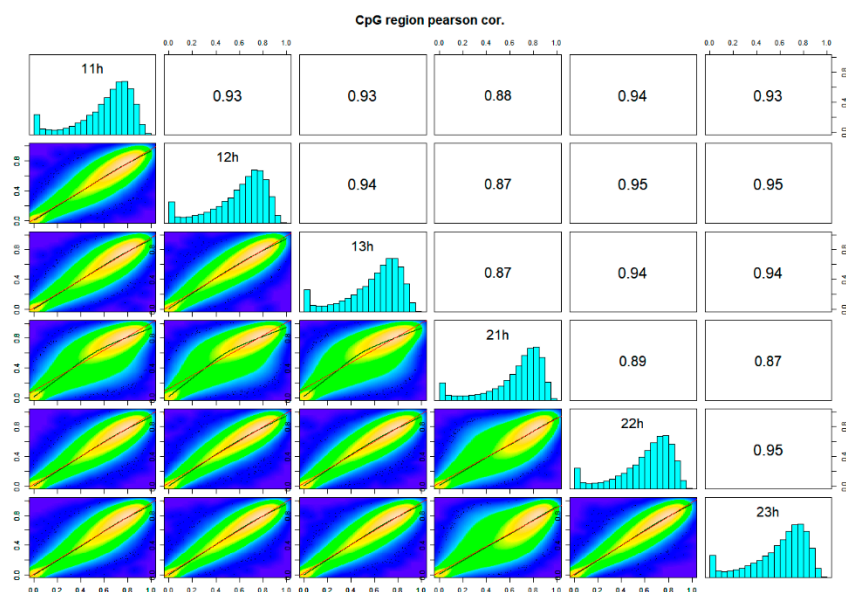 CpG region pearson cor.
0.0 0.2 0.4 0.6 0.8 1.0 0.0 0.2 0.4 0.6 0.8 1.0 0.0 0.2 0.4 0.6 0.8 1.0
11h 0.93 0.93 0.88 0.94 0.93 0.0 0.4 0.8
0.0 0.4 0.8 12h 0.94 0.87 0.95 0.95
0.0 0.4 0.8 13h 0.87 0.94 0.94 0.0 0.4 0.8
0.0 0.4 0.8 21h 0.89 0.87
0.0 0.4 0.8 22h 0.95 0.0 0.4 0.8
0.0 0.4 0.8 23h
0.0 0.2 0.4 0.6 0.8 1.0 0.0 0.2 0.4 0.6 0.8 1.0 0.0 0.2 0.4 0.6 0.8 1.0